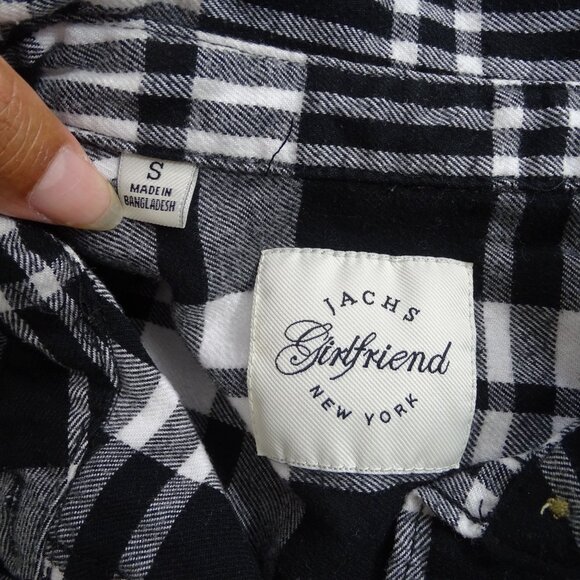 S
MADE IN
BANGLADESH
JACHS
Girlfriend
NEW YORK